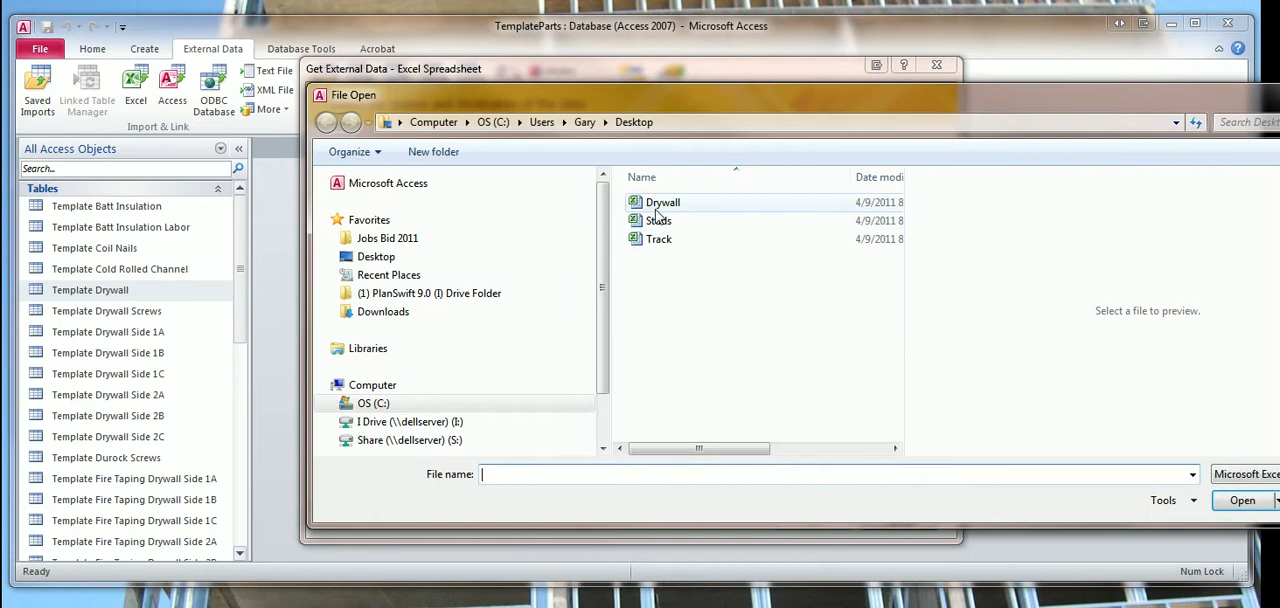 TemplateParts : Database (Access 2007) - Microsoft Access
File
Home
Create
External Data
Database Tools
Acrobat
Saved Imports
Linked Table Manager
Excel
Access
ODBC Database
Text File
XML File
More
Import & Link
Get External Data - Excel Spreadsheet
File Open
Computer
OS (C:)
Users
Gary
Desktop
Search Deskt
Organize
New folder
All Access Objects
Search...
Tables
Template Batt Insulation
Template Batt Insulation Labor
Template Coil Nails
Template Cold Rolled Channel
Template Drywall
Template Drywall Screws
Template Drywall Side 1A
Template Drywall Side 1B
Template Drywall Side 1C
Template Drywall Side 2A
Template Drywall Side 2B
Template Drywall Side 2C
Template Durock Screws
Template Fire Taping Drywall Side 1A
Template Fire Taping Drywall Side 1B
Template Fire Taping Drywall Side 1C
Template Fire Taping Drywall Side 2A
Microsoft Access
Favorites
Jobs Bid 2011
Desktop
Recent Places
(1) PlanSwift 9.0 (I) Drive Folder
Downloads
Libraries
Computer
OS (C:)
I Drive (\\dellserver) (I:)
Share (\\dellserver) (S:)
Name
Date modi
Drywall
4/9/2011 8
Studs
4/9/2011 8
Track
4/9/2011 8
Select a file to preview.
File name:
Microsoft Exce
Tools
Open
Ready
Num Lock